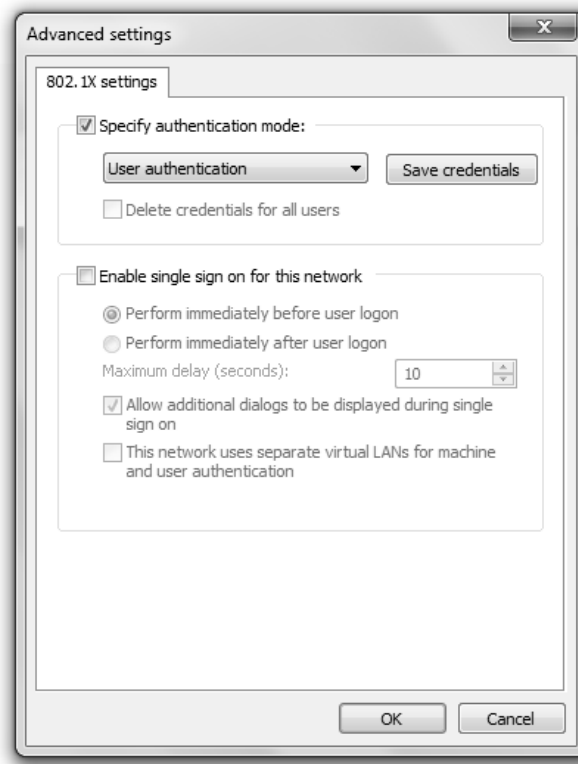 Advanced settings
802.1X settings
Specify authentication mode:
User authentication
Save credentials
Delete credentials for all users
Enable single sign on for this network
Perform immediately before user logon
Perform immediately after user logon
Maximum delay (seconds):
10
Allow additional dialogs to be displayed during single
sign on
This network uses separate virtual LANs for machine
and user authentication
OK
Cancel